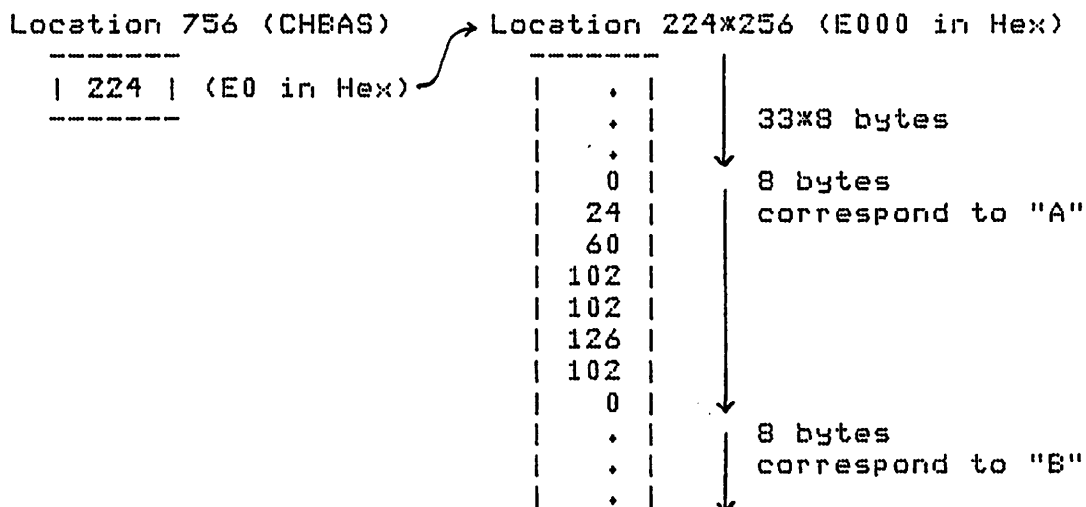 Location 756 (CHBAS) Location 224*256 (E000 in Hex)
| 224 | (E0 in Hex)
33*8 bytes
0 8 bytes
24 correspond to "A"
60
102
102
126
102
0
8 bytes
correspond to "B"